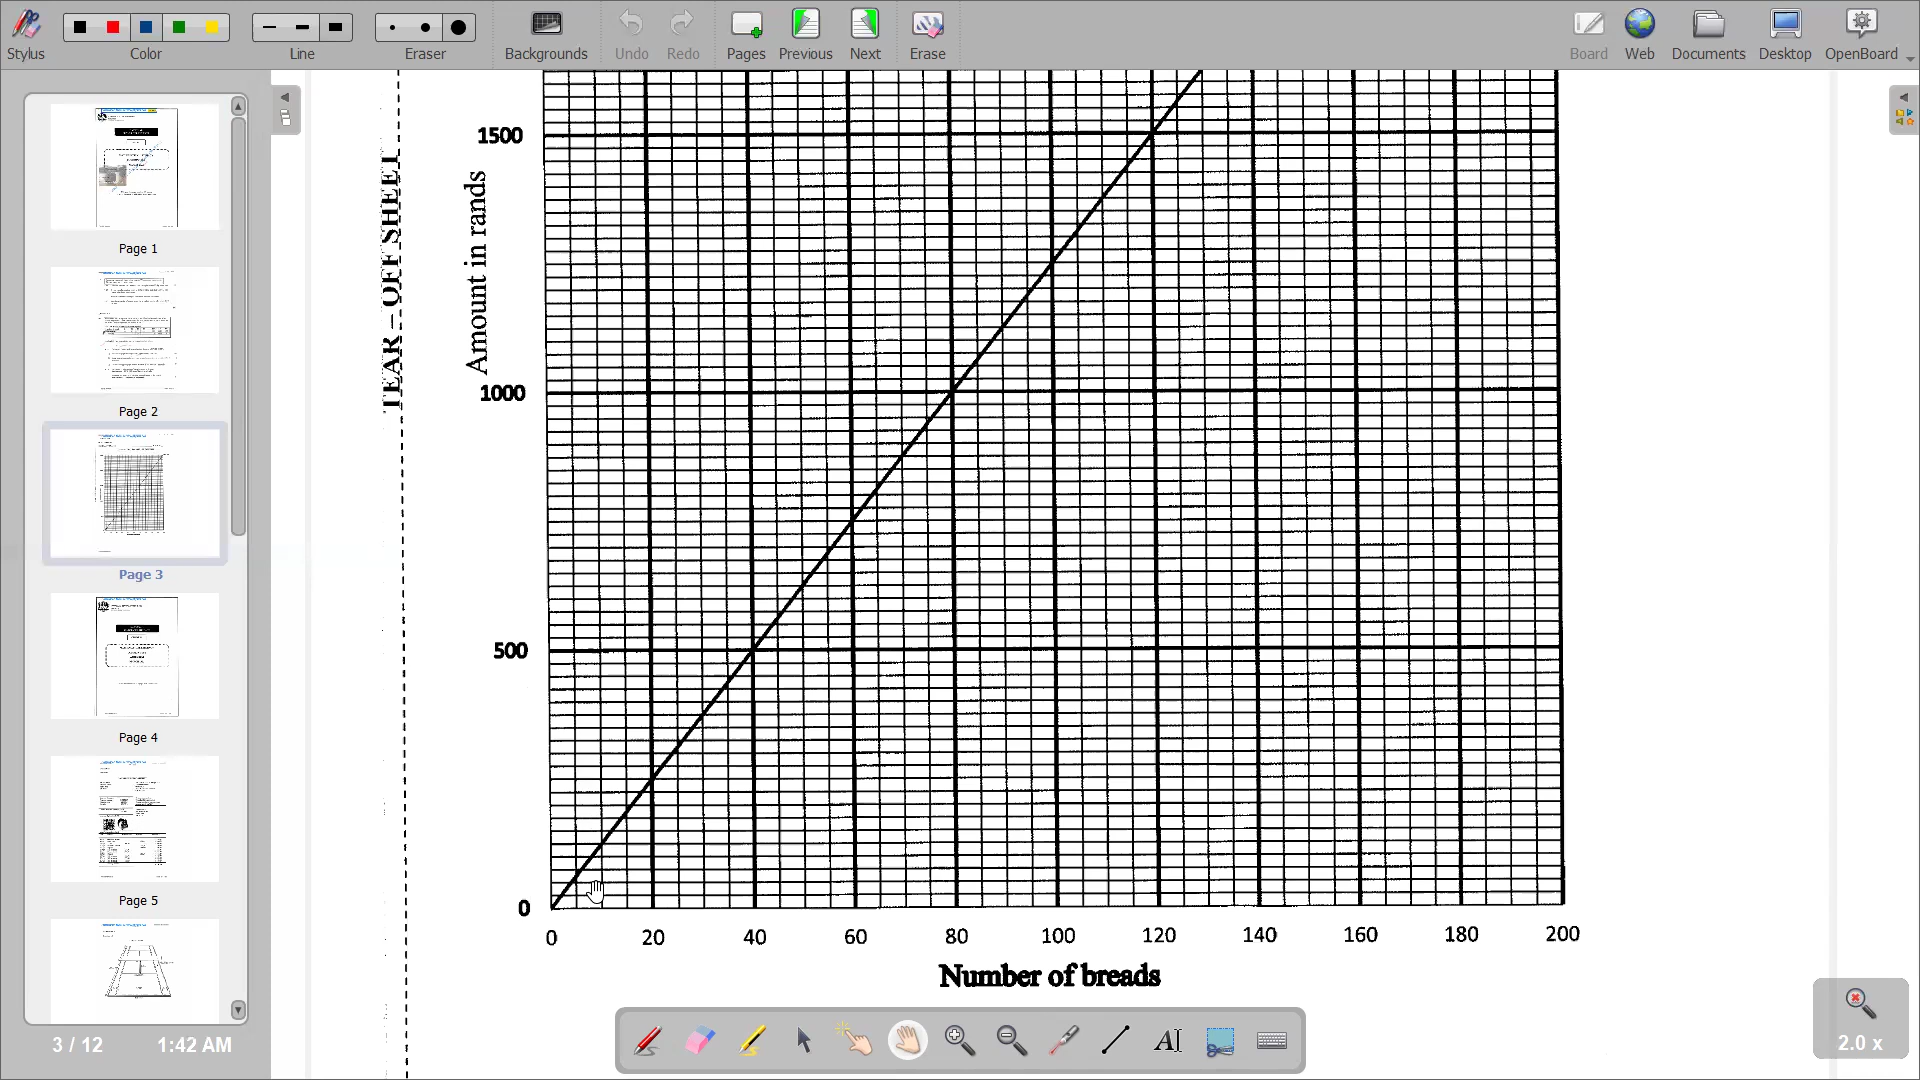 Stylus
Color
Line
Eraser
Backgrounds
Undo
Redo
Pages
Previous
Next
Erase
Board
Web
Documents
Desktop
OpenBoard
Page 1
Page 2
Page 3
Page 4
Page 5
3 / 12
1:42 AM
TEAR – OFF SHEET
Amount in rands
1500
1000
500
0
0 20 40 60 80 100 120 140 160 180 200
Number of breads
AI
2.0 x